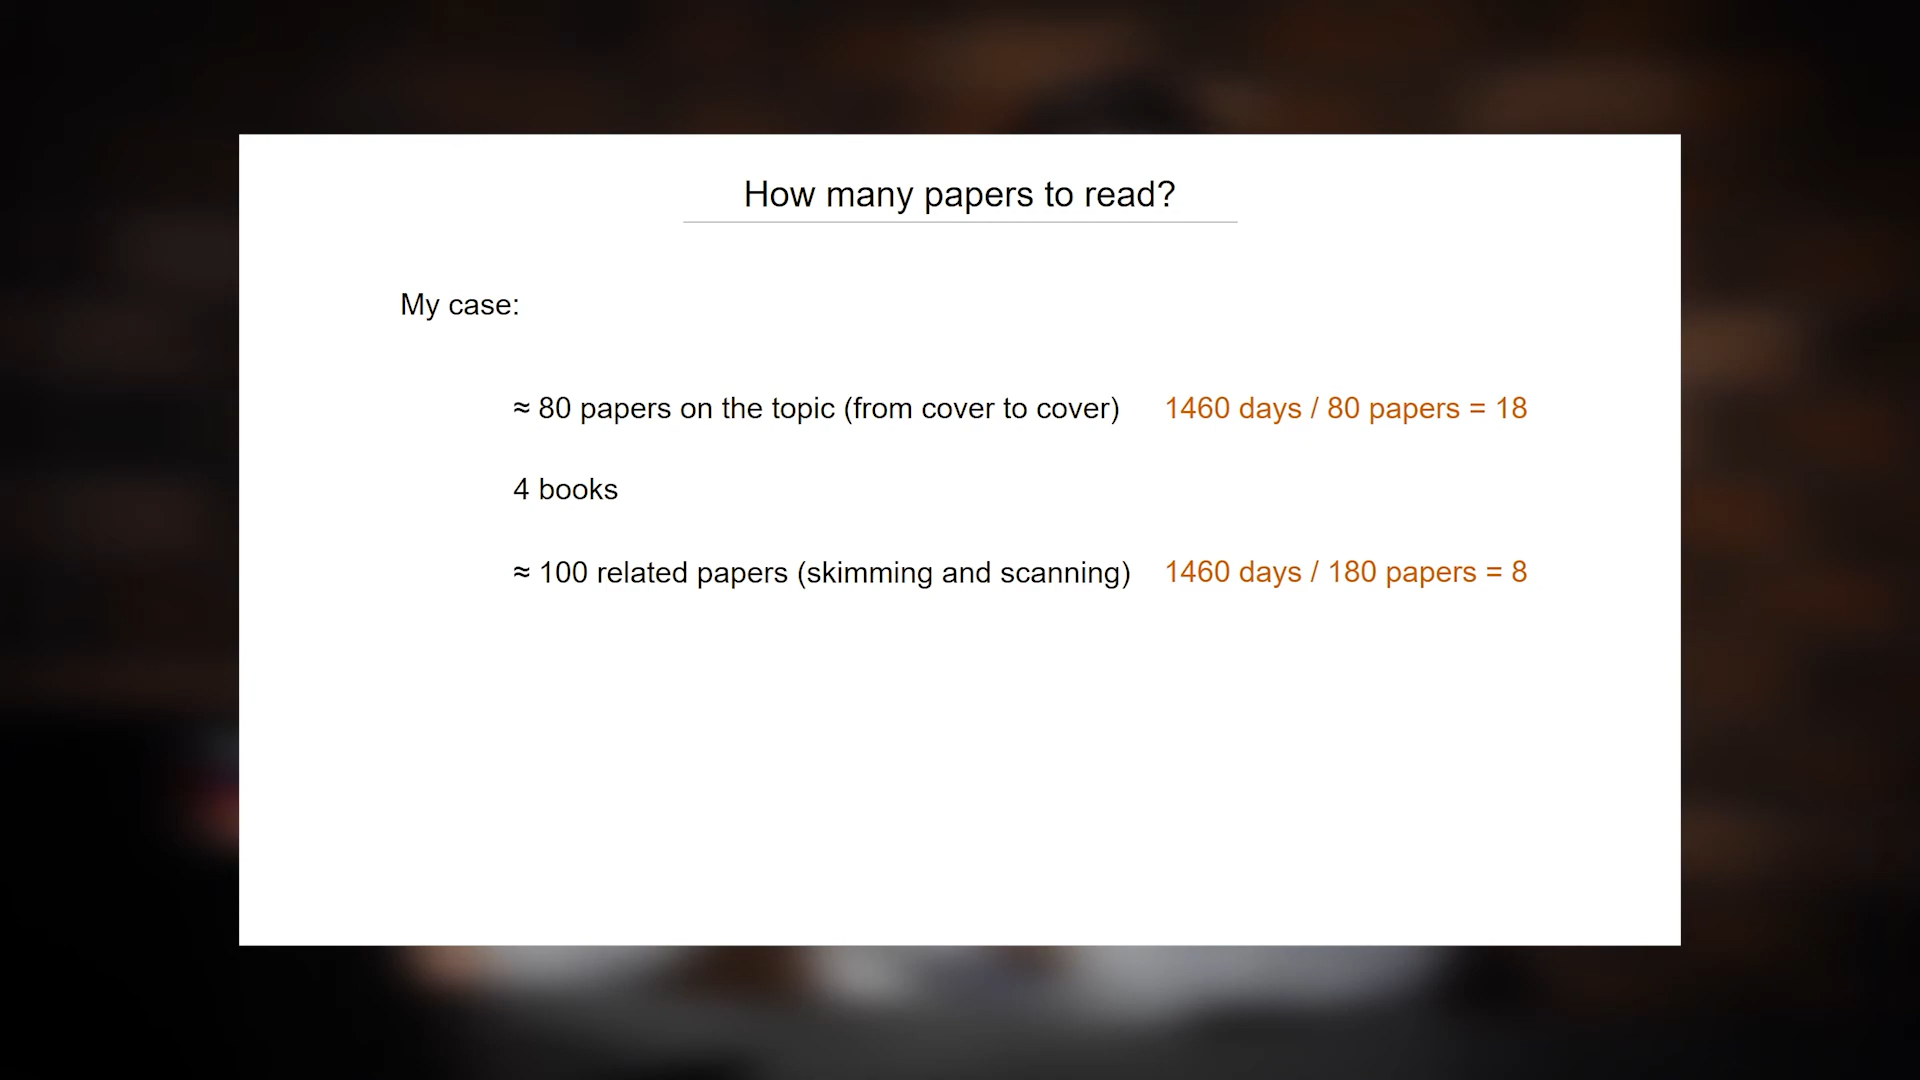 How many papers to read?
My case:
≈ 80 papers on the topic (from cover to cover) 1460 days / 80 papers = 18
4 books
≈ 100 related papers (skimming and scanning) 1460 days / 180 papers = 8